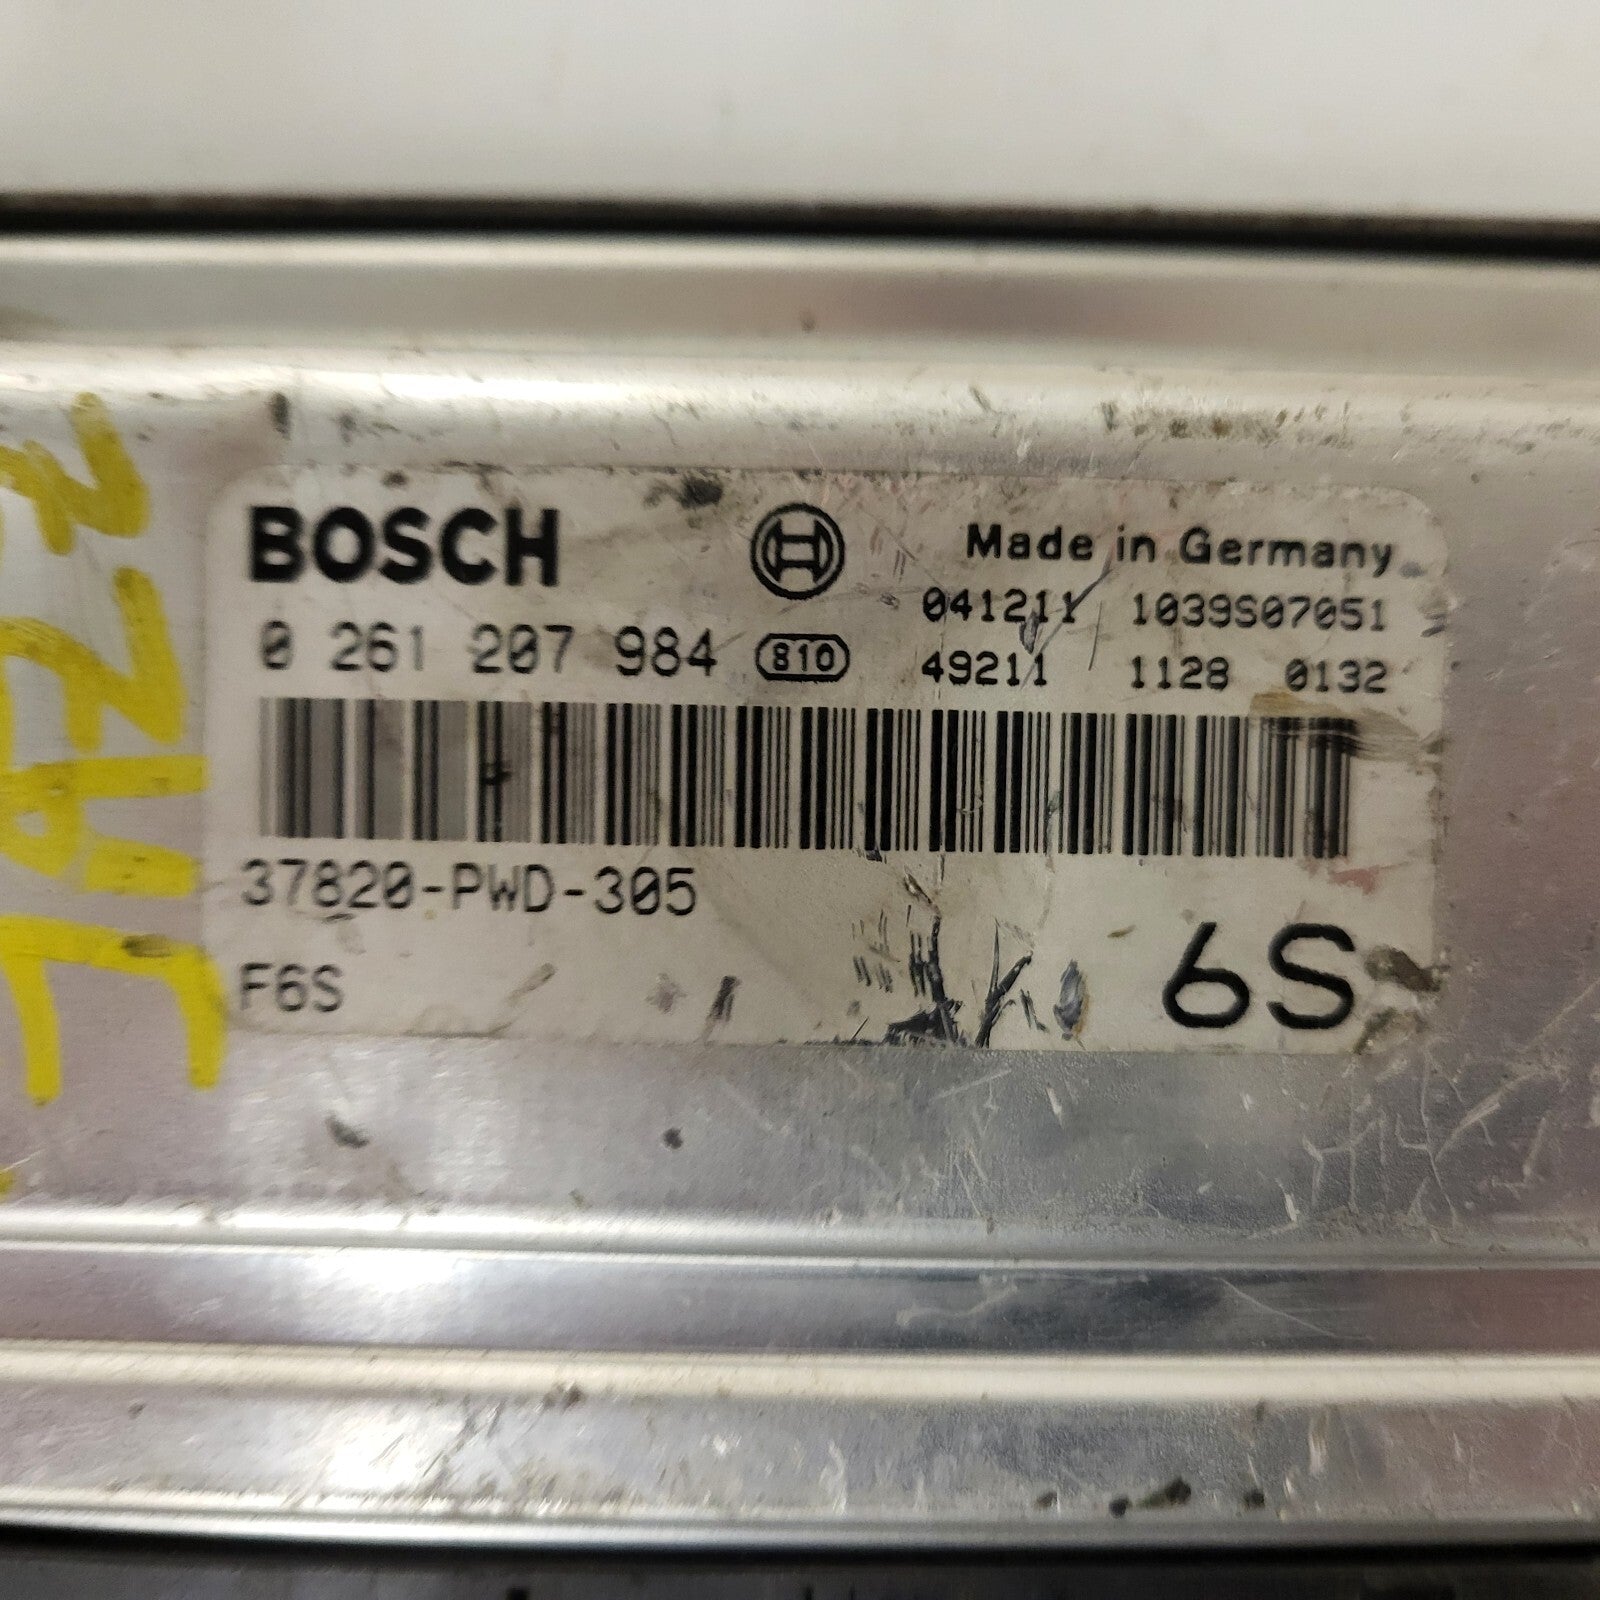 BOSCH
Made in Germany
041211 1039S07051
0 261 207 984 810
49211 1128 0132
37820-PWD-305
F6S
6S
JAZZ